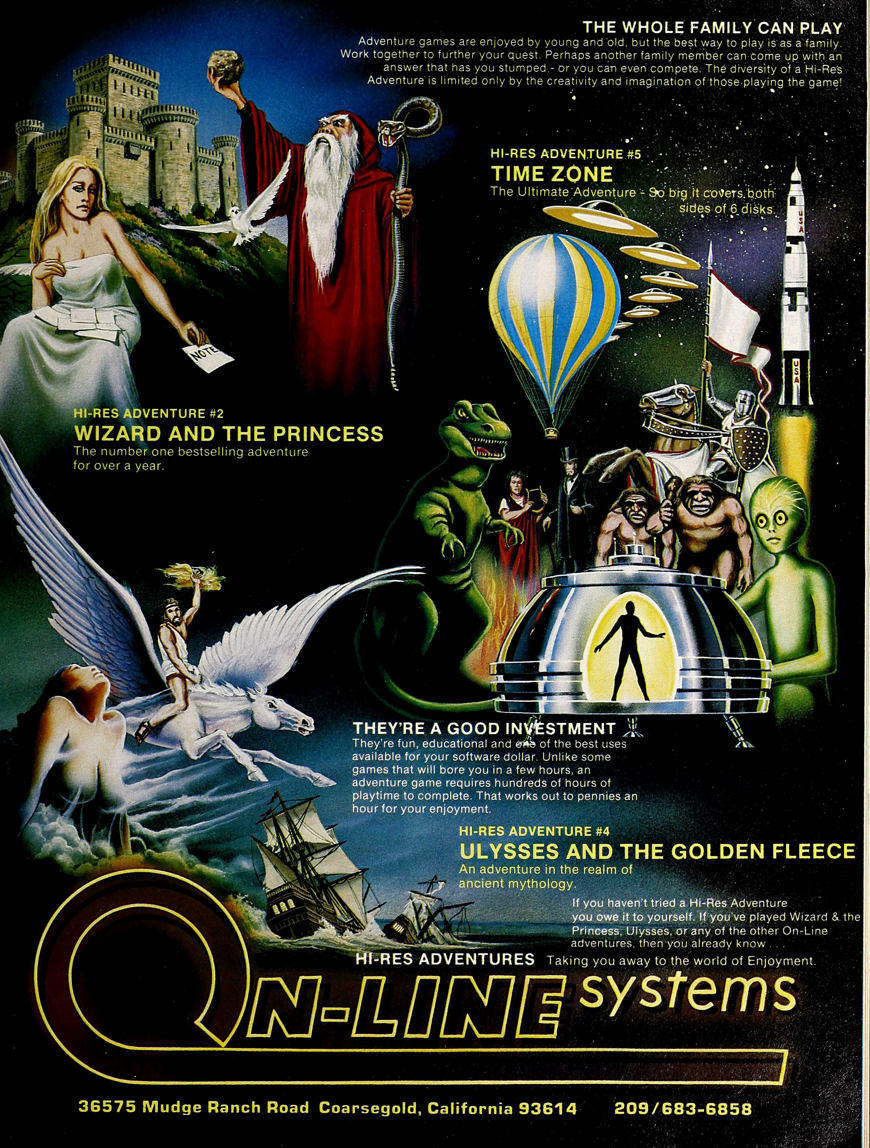 THE WHOLE FAMILY CAN PLAY
Adventure games are enjoyed by young and old, but the best way to play is as a family.
Work together to further your quest. Perhaps another family member can come up with an
answer that has you stumped - or you can even compete. The diversity of a Hi-Res
Adventure is limited only by the creativity and imagination of those playing the game!
HI-RES ADVENTURE #5
TIME ZONE
The Ultimate Adventure - So big it covers both
sides of 6 disks.
USA
USA
NOTE
HI-RES ADVENTURE #2
WIZARD AND THE PRINCESS
The number one bestselling adventure
for over a year.
THEY'RE A GOOD INVESTMENT
They're fun, educational and one of the best uses
available for your software dollar. Unlike some
games that will bore you in a few hours, an
adventure game requires hundreds of hours of
playtime to complete. That works out to pennies an
hour for your enjoyment.
HI-RES ADVENTURE #4
ULYSSES AND THE GOLDEN FLEECE
An adventure in the realm of
ancient mythology.
If you haven't tried a Hi-Res Adventure
you owe it to yourself. If you've played Wizard & the
Princess, Ulysses, or any of the other On-Line
adventures, then you already know . . .
HI-RES ADVENTURES Taking you away to the world of Enjoyment.
ON-LINE systems
36575 Mudge Ranch Road Coarsegold, California 93614 209/683-6858